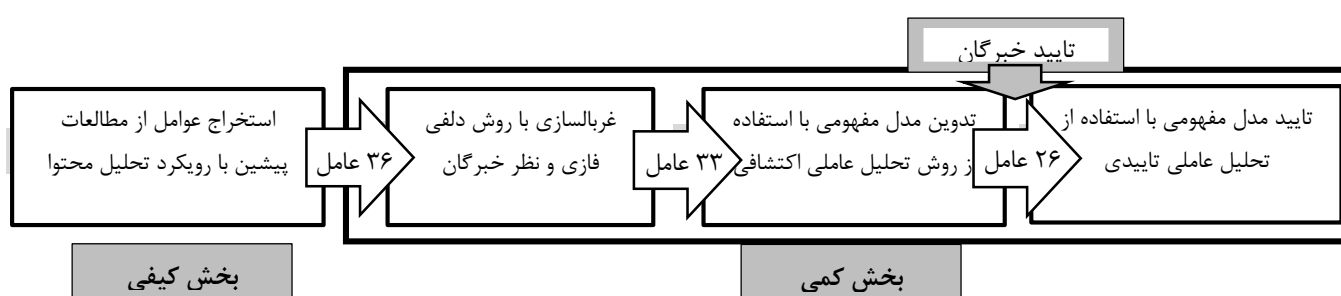 تایید خبرگان
استخراج عوامل از مطالعات
پیشین با رویکرد تحلیل محتوا
۳۶ عامل
غربالسازی با روش دلفی
فازی و نظر خبرگان
۳۳ عامل
تدوین مدل مفهومی با استفاده
ز روش تحلیل عاملی اکتشافی
۲۶ عامل
تایید مدل مفهومی با استفاده از
تحلیل عاملی تاییدی
بخش کیفی
بخش کمی